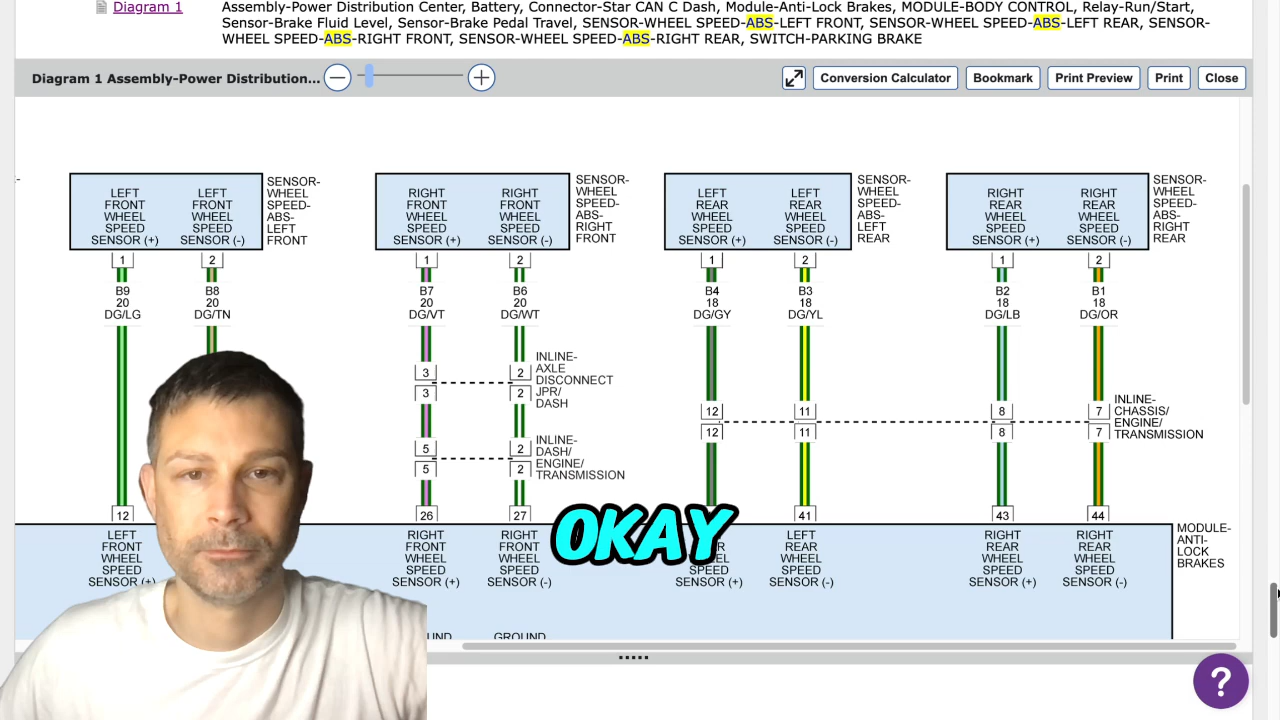 Diagram 1
Assembly-Power Distribution Center, Battery, Connector-Star CAN C Dash, Module-Anti-Lock Brakes, MODULE-BODY CONTROL, Relay-Run/Start,
Sensor-Brake Fluid Level, Sensor-Brake Pedal Travel, SENSOR-WHEEL SPEED-ABS-LEFT FRONT, SENSOR-WHEEL SPEED-ABS-LEFT REAR, SENSOR-
WHEEL SPEED-ABS-RIGHT FRONT, SENSOR-WHEEL SPEED-ABS-RIGHT REAR, SWITCH-PARKING BRAKE
Diagram 1 Assembly-Power Distribution...
Conversion Calculator
Bookmark
Print Preview
Print
Close
LEFT
FRONT
WHEEL
SPEED
SENSOR (+)
LEFT
FRONT
WHEEL
SPEED
SENSOR (-)
SENSOR-
WHEEL
SPEED-
ABS-
LEFT
FRONT
RIGHT
FRONT
WHEEL
SPEED
SENSOR (+)
RIGHT
FRONT
WHEEL
SPEED
SENSOR (-)
SENSOR-
WHEEL
SPEED-
ABS-
RIGHT
FRONT
LEFT
REAR
WHEEL
SPEED
SENSOR (+)
LEFT
REAR
WHEEL
SPEED
SENSOR (-)
SENSOR-
WHEEL
SPEED-
ABS-
LEFT
REAR
RIGHT
REAR
WHEEL
SPEED
SENSOR (+)
RIGHT
REAR
WHEEL
SPEED
SENSOR (-)
SENSOR-
WHEEL
SPEED-
ABS-
RIGHT
REAR
1 2 1 2 1 2 1 2
B9 B8 B7 B6 B4 B3 B2 B1
20 20 20 20 18 18 18 18
DG/LG DG/TN DG/VT DG/WT DG/GY DG/YL DG/LB DG/OR
3 2
3 2
INLINE-
AXLE
DISCONNECT
JPR/
DASH
12 11 8 7
12 11 8 7
INLINE-
CHASSIS/
ENGINE/
TRANSMISSION
5 2
5 2
INLINE-
DASH/
ENGINE/
TRANSMISSION
12 26 27 41 43 44
OKAY
LEFT
FRONT
WHEEL
SPEED
SENSOR (+)
RIGHT
FRONT
WHEEL
SPEED
SENSOR (+)
RIGHT
FRONT
WHEEL
SPEED
SENSOR (-)
WHEEL
SPEED
SENSOR (+)
LEFT
REAR
WHEEL
SPEED
SENSOR (-)
RIGHT
REAR
WHEEL
SPEED
SENSOR (+)
RIGHT
REAR
WHEEL
SPEED
SENSOR (-)
MODULE-
ANTI-
LOCK
BRAKES
GROUND
?